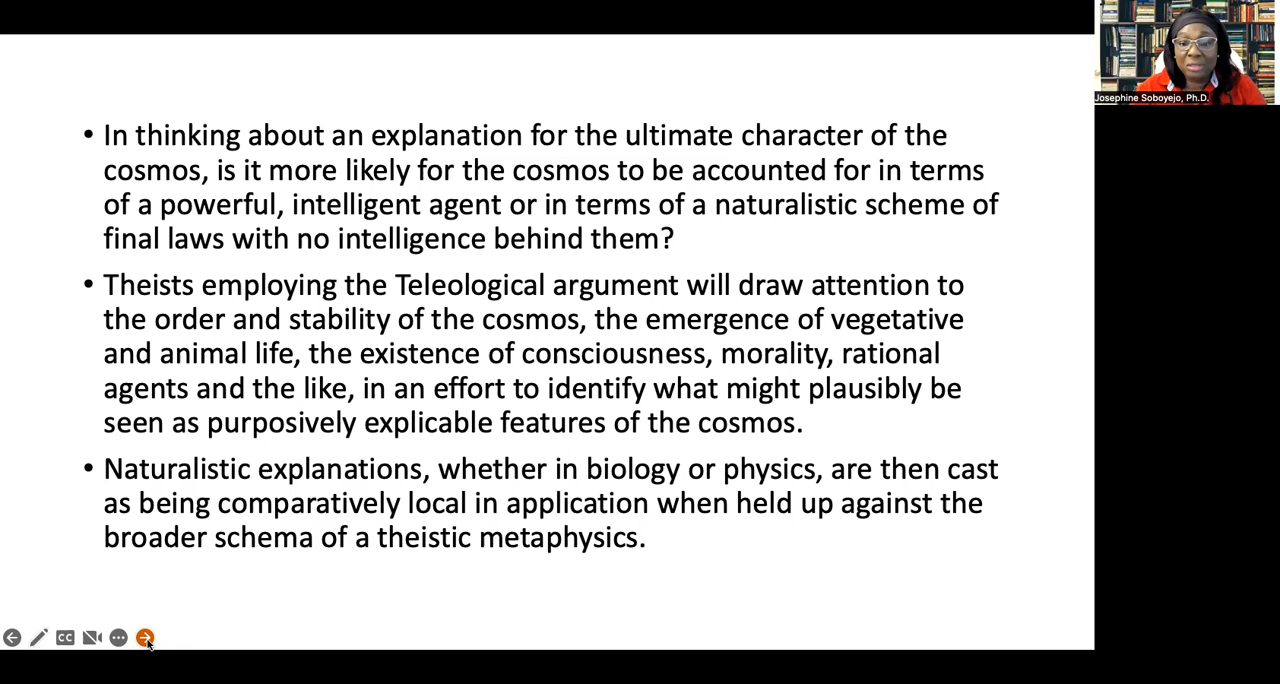 • In thinking about an explanation for the ultimate character of the
cosmos, is it more likely for the cosmos to be accounted for in terms
of a powerful, intelligent agent or in terms of a naturalistic scheme of
final laws with no intelligence behind them?
• Theists employing the Teleological argument will draw attention to
the order and stability of the cosmos, the emergence of vegetative
and animal life, the existence of consciousness, morality, rational
agents and the like, in an effort to identify what might plausibly be
seen as purposively explicable features of the cosmos.
• Naturalistic explanations, whether in biology or physics, are then cast
as being comparatively local in application when held up against the
broader schema of a theistic metaphysics.
Josephine Soboyejo, Ph.D.
CC